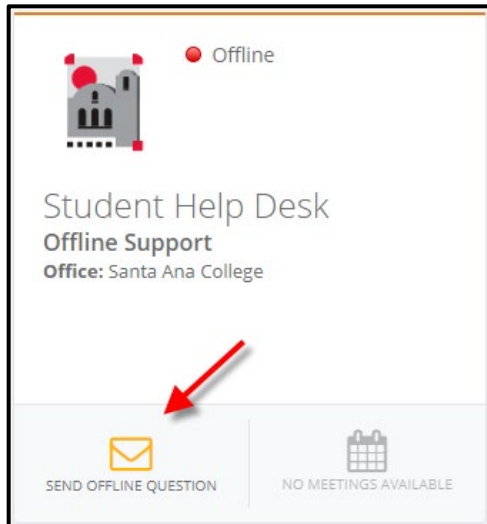 Offline
Student Help Desk
Offline Support
Office: Santa Ana College
SEND OFFLINE QUESTION
NO MEETINGS AVAILABLE